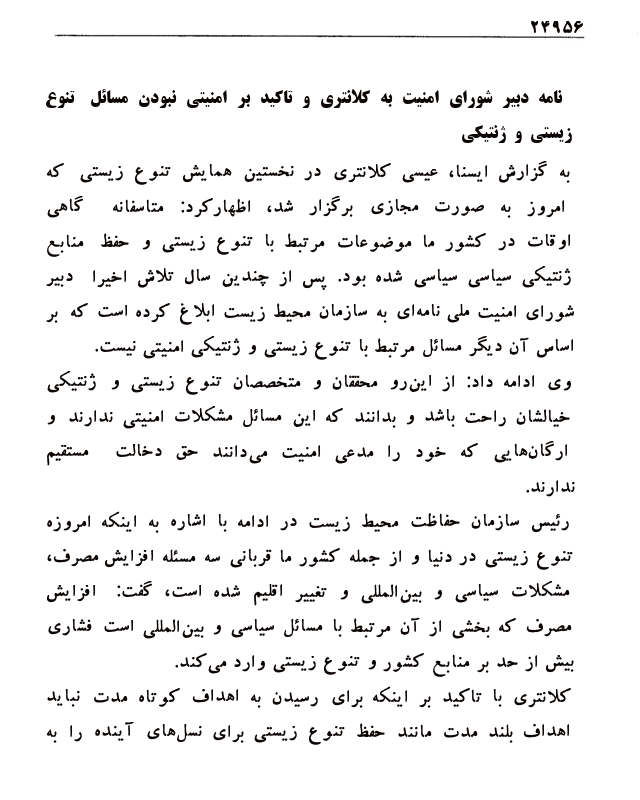 ۲۴۹۵۶
نامه دبیر شورای امنیت به کلانتری و تاکید بر امنیتی نبودن مسائل تنوع
زیستی و ژنتیکی
به گزارش ایسنا، عیسی کلانتری در نخستین همایش تنوع زیستی که
امروز به صورت مجازی برگزار شد، اظهارکرد: متاسفانه گاهی
اوقات در کشور ما موضوعات مرتبط با تنوع زیستی و حفظ منابع
ژنتیکی سیاسی سیاسی شده بود. پس از چندین سال تلاش اخیرا دبیر
شورای امنیت ملی نامه‌ای به سازمان محیط زیست ابلاغ کرده است که بر
اساس آن دیگر مسائل مرتبط با تنوع زیستی و ژنتیکی امنیتی نیست.
وی ادامه داد: از این‌رو محققان و متخصصان تنوع زیستی و ژنتیکی
خیالشان راحت باشد و بدانند که این مسائل مشکلات امنیتی ندارند و
ارگان‌هایی که خود را مدعی امنیت می‌دانند حق دخالت مستقیم
ندارند.
رئیس سازمان حفاظت محیط زیست در ادامه با اشاره به اینکه امروزه
تنوع زیستی در دنیا و از جمله کشور ما قربانی سه مسئله افزایش مصرف،
مشکلات سیاسی و بین‌المللی و تغییر اقلیم شده است، گفت: افزایش
مصرف که بخشی از آن مرتبط با مسائل سیاسی و بین‌المللی است فشاری
بیش از حد بر منابع کشور و تنوع زیستی وارد می‌کند.
کلانتری با تاکید بر اینکه برای رسیدن به اهداف کوتاه مدت نباید
اهداف بلند مدت مانند حفظ تنوع زیستی برای نسل‌های آینده را به